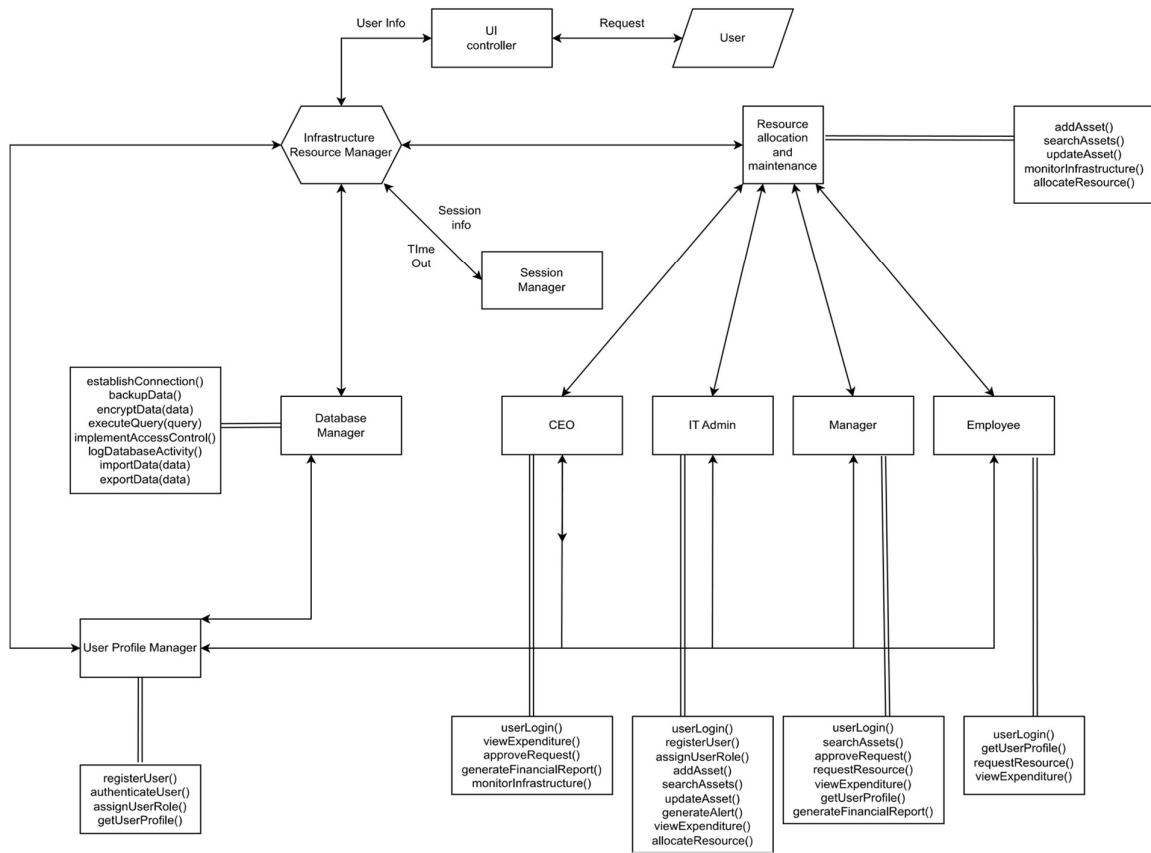 User Info
UI
controller
Request
User
Infrastructure
Resource Manager
Resource
allocation
and
maintenance
addAsset()
searchAssets()
updateAsset()
monitorInfrastructure()
allocateResource()
Session
info
TIme
Out
Session
Manager
establishConnection()
backupData()
encryptData(data)
executeQuery(query)
implementAccessControl()
logDatabaseActivity()
importData(data)
exportData(data)
Database
Manager
CEO
IT Admin
Manager
Employee
User Profile Manager
registerUser()
authenticateUser()
assignUserRole()
getUserProfile()
userLogin()
viewExpenditure()
approveRequest()
generateFinancialReport()
monitorInfrastructure()
userLogin()
registerUser()
assignUserRole()
addAsset()
searchAssets()
updateAsset()
generateAlert()
viewExpenditure()
allocateResource()
userLogin()
searchAssets()
approveRequest()
requestResource()
viewExpenditure()
getUserProfile()
generateFinancialReport()
userLogin()
getUserProfile()
requestResource()
viewExpenditure()